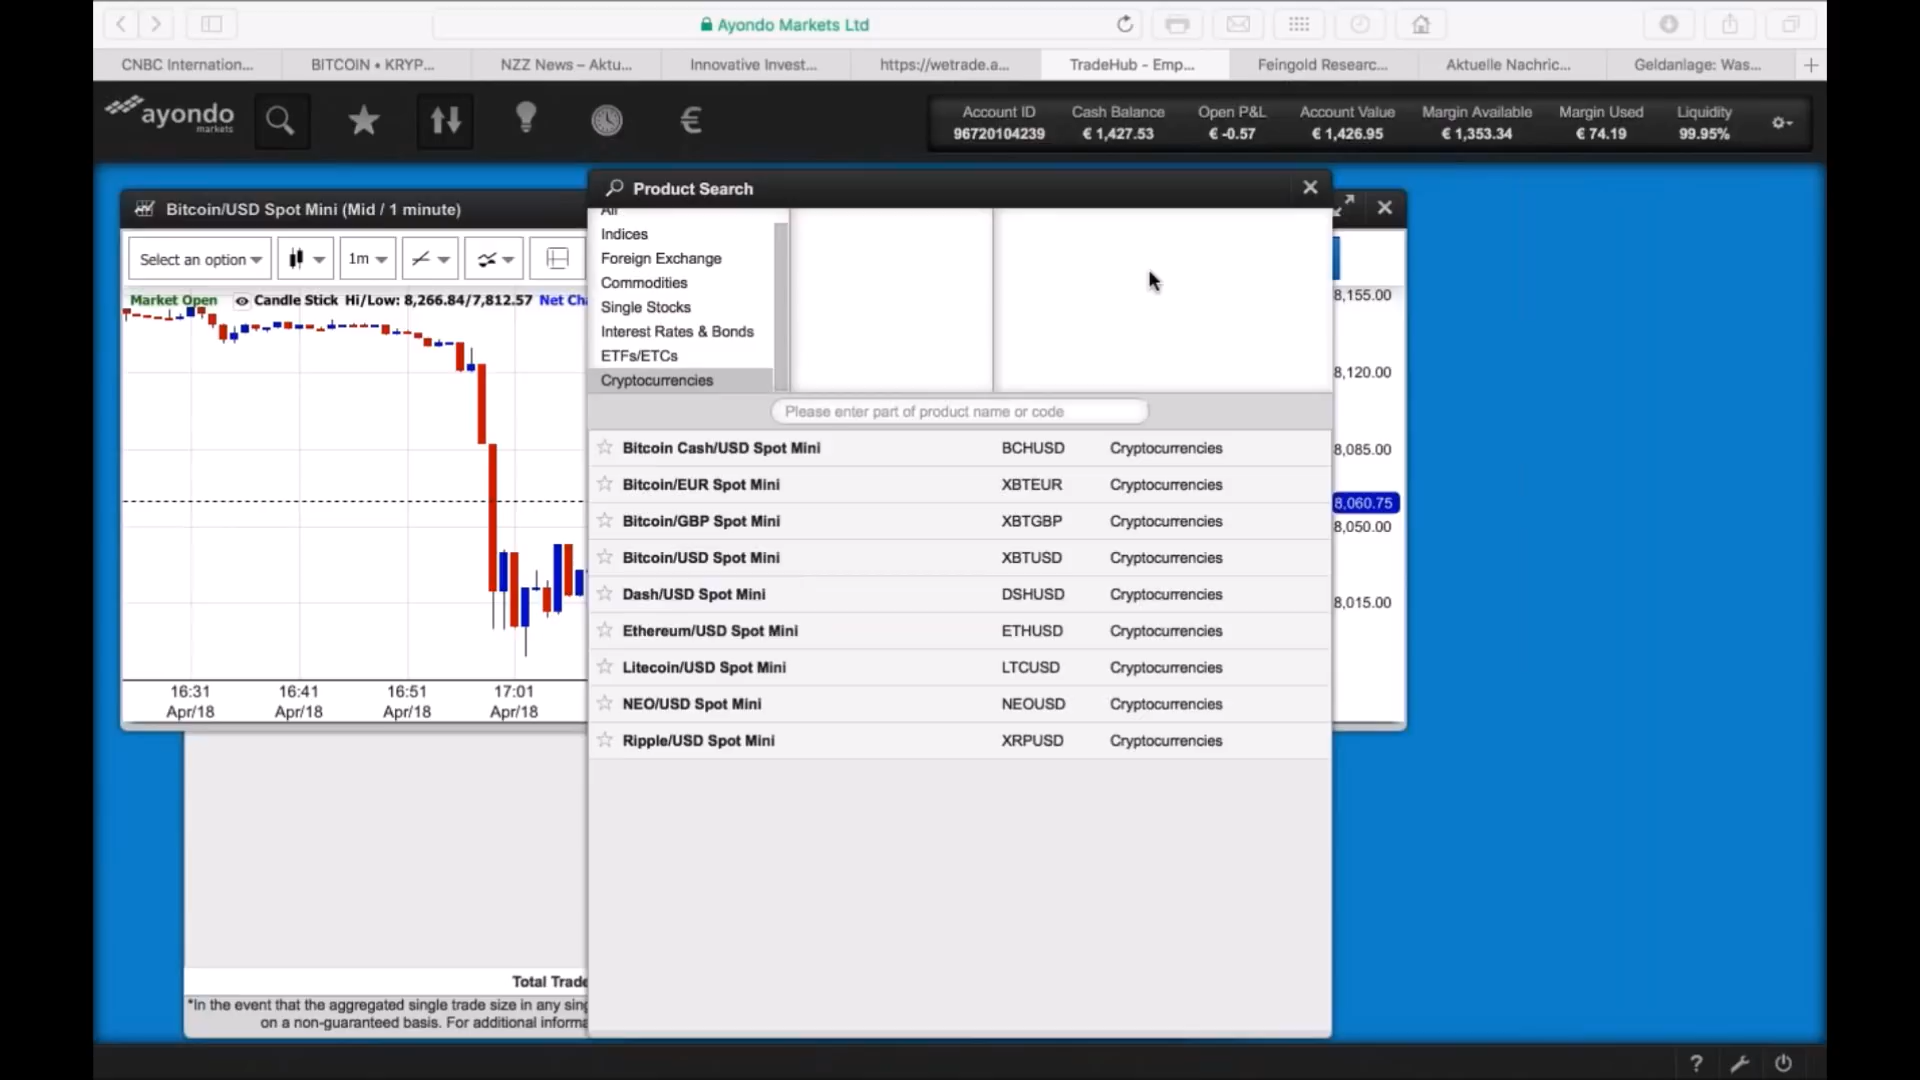 Ayondo Markets Ltd
CNBC Internation...
BITCOIN • KRYP...
NZZ News – Aktu...
Innovative Invest...
https://wetrade.a...
TradeHub - Emp...
Feingold Researc...
Aktuelle Nachric...
Geldanlage: Was...
ayondo
markets
Account ID
96720104239
Cash Balance
€ 1,427.53
Open P&L
€ -0.57
Account Value
€ 1,426.95
Margin Available
€ 1,353.34
Margin Used
€ 74.19
Liquidity
99.95%
Bitcoin/USD Spot Mini (Mid / 1 minute)
Select an option
1m
Market Open
Candle Stick Hi/Low: 8,266.84/7,812.57 Net Cha
8,155.00
8,120.00
8,085.00
8,060.75
8,050.00
8,015.00
16:31
Apr/18
16:41
Apr/18
16:51
Apr/18
17:01
Apr/18
Product Search
All
Indices
Foreign Exchange
Commodities
Single Stocks
Interest Rates & Bonds
ETFs/ETCs
Cryptocurrencies
Please enter part of product name or code
Bitcoin Cash/USD Spot Mini BCHUSD Cryptocurrencies
Bitcoin/EUR Spot Mini XBTEUR Cryptocurrencies
Bitcoin/GBP Spot Mini XBTGBP Cryptocurrencies
Bitcoin/USD Spot Mini XBTUSD Cryptocurrencies
Dash/USD Spot Mini DSHUSD Cryptocurrencies
Ethereum/USD Spot Mini ETHUSD Cryptocurrencies
Litecoin/USD Spot Mini LTCUSD Cryptocurrencies
NEO/USD Spot Mini NEOUSD Cryptocurrencies
Ripple/USD Spot Mini XRPUSD Cryptocurrencies
Total Trade
*In the event that the aggregated single trade size in any sing
on a non-guaranteed basis. For additional informa